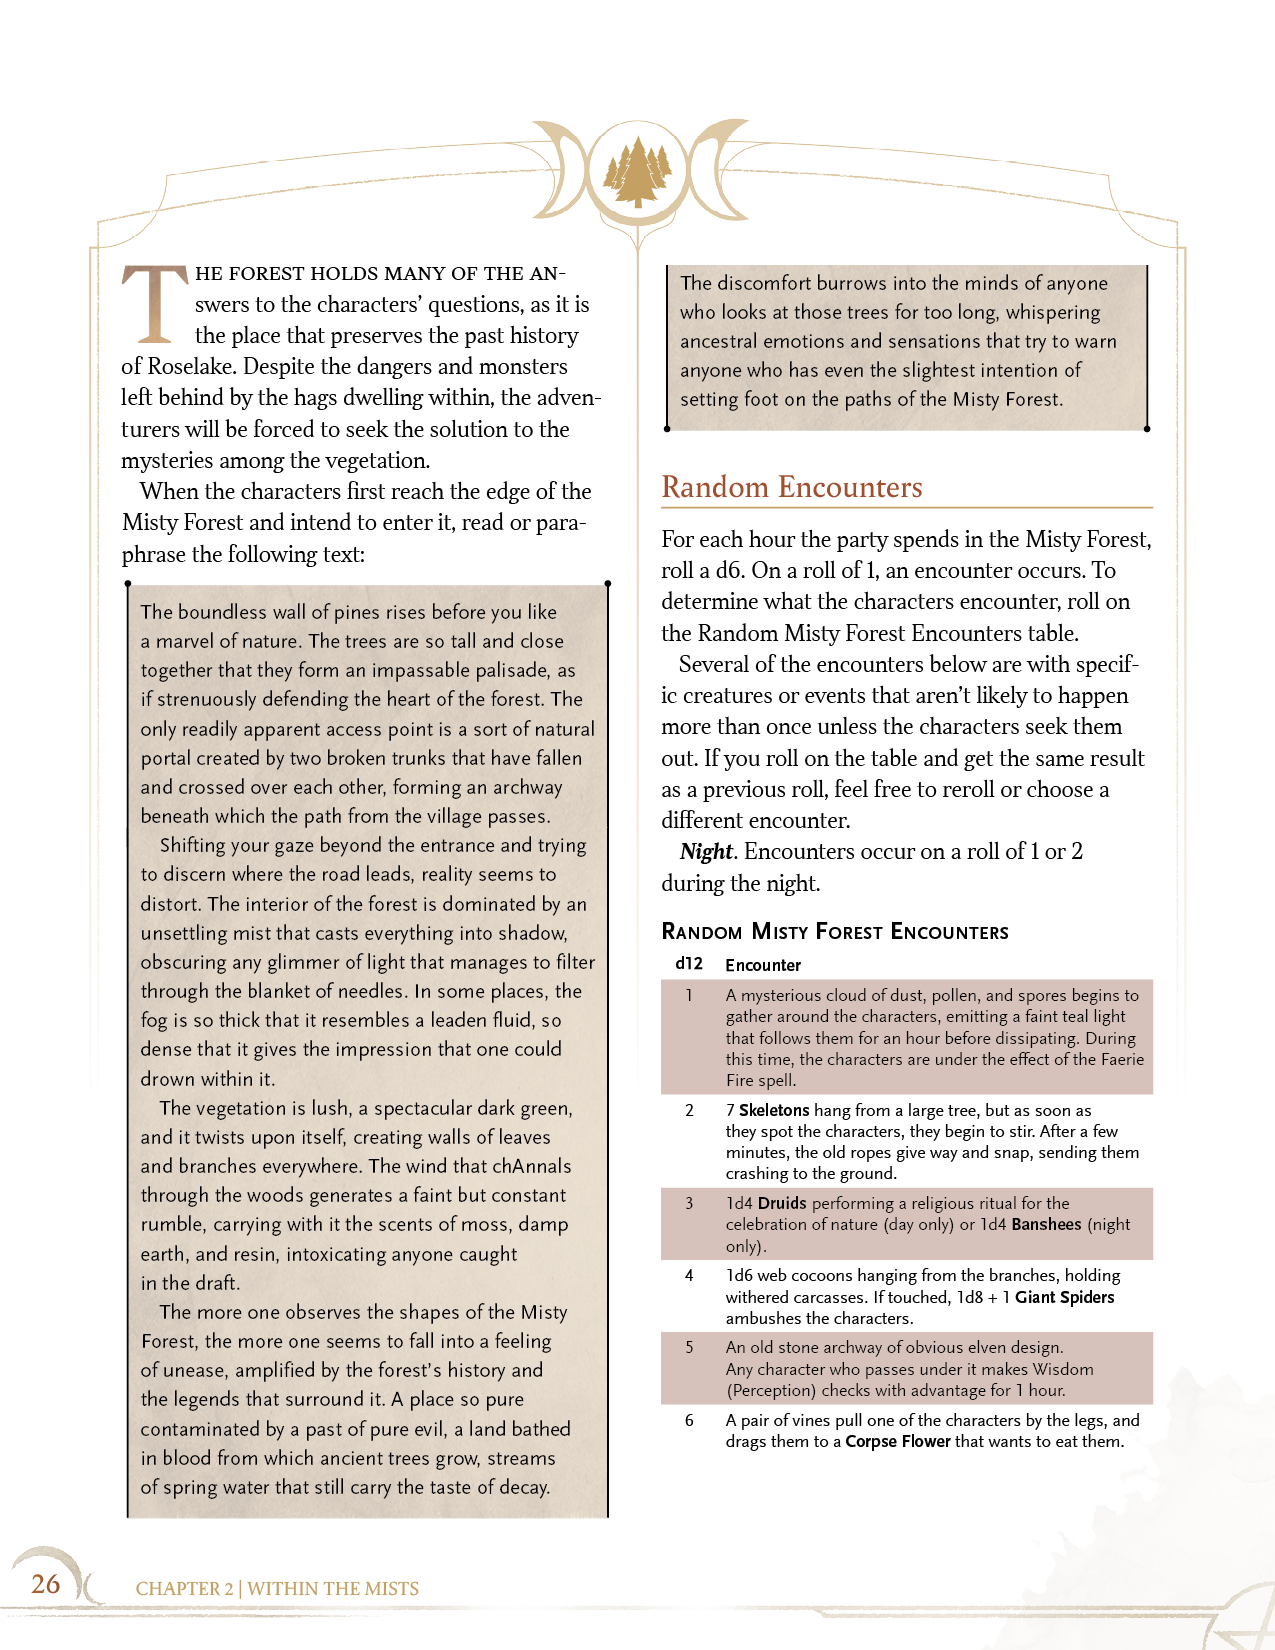 THE FOREST HOLDS MANY OF THE AN-
swers to the characters’ questions, as it is
the place that preserves the past history
of Roselake. Despite the dangers and monsters
left behind by the hags dwelling within, the adven-
turers will be forced to seek the solution to the
mysteries among the vegetation.
When the characters first reach the edge of the
Misty Forest and intend to enter it, read or para-
phrase the following text:
The boundless wall of pines rises before you like
a marvel of nature. The trees are so tall and close
together that they form an impassable palisade, as
if strenuously defending the heart of the forest. The
only readily apparent access point is a sort of natural
portal created by two broken trunks that have fallen
and crossed over each other, forming an archway
beneath which the path from the village passes.
Shifting your gaze beyond the entrance and trying
to discern where the road leads, reality seems to
distort. The interior of the forest is dominated by an
unsettling mist that casts everything into shadow,
obscuring any glimmer of light that manages to filter
through the blanket of needles. In some places, the
fog is so thick that it resembles a leaden fluid, so
dense that it gives the impression that one could
drown within it.
The vegetation is lush, a spectacular dark green,
and it twists upon itself, creating walls of leaves
and branches everywhere. The wind that chAnnals
through the woods generates a faint but constant
rumble, carrying with it the scents of moss, damp
earth, and resin, intoxicating anyone caught
in the draft.
The more one observes the shapes of the Misty
Forest, the more one seems to fall into a feeling
of unease, amplified by the forest’s history and
the legends that surround it. A place so pure
contaminated by a past of pure evil, a land bathed
in blood from which ancient trees grow, streams
of spring water that still carry the taste of decay.
The discomfort burrows into the minds of anyone
who looks at those trees for too long, whispering
ancestral emotions and sensations that try to warn
anyone who has even the slightest intention of
setting foot on the paths of the Misty Forest.
Random Encounters
For each hour the party spends in the Misty Forest,
roll a d6. On a roll of 1, an encounter occurs. To
determine what the characters encounter, roll on
the Random Misty Forest Encounters table.
Several of the encounters below are with specif-
ic creatures or events that aren’t likely to happen
more than once unless the characters seek them
out. If you roll on the table and get the same result
as a previous roll, feel free to reroll or choose a
different encounter.
Night. Encounters occur on a roll of 1 or 2
during the night.
RANDOM MISTY FOREST ENCOUNTERS
d12 Encounter
1 A mysterious cloud of dust, pollen, and spores begins to
gather around the characters, emitting a faint teal light
that follows them for an hour before dissipating. During
this time, the characters are under the effect of the Faerie
Fire spell.
2 7 Skeletons hang from a large tree, but as soon as
they spot the characters, they begin to stir. After a few
minutes, the old ropes give way and snap, sending them
crashing to the ground.
3 1d4 Druids performing a religious ritual for the
celebration of nature (day only) or 1d4 Banshees (night
only).
4 1d6 web cocoons hanging from the branches, holding
withered carcasses. If touched, 1d8 + 1 Giant Spiders
ambushes the characters.
5 An old stone archway of obvious elven design.
Any character who passes under it makes Wisdom
(Perception) checks with advantage for 1 hour.
6 A pair of vines pull one of the characters by the legs, and
drags them to a Corpse Flower that wants to eat them.
26 CHAPTER 2 | WITHIN THE MISTS